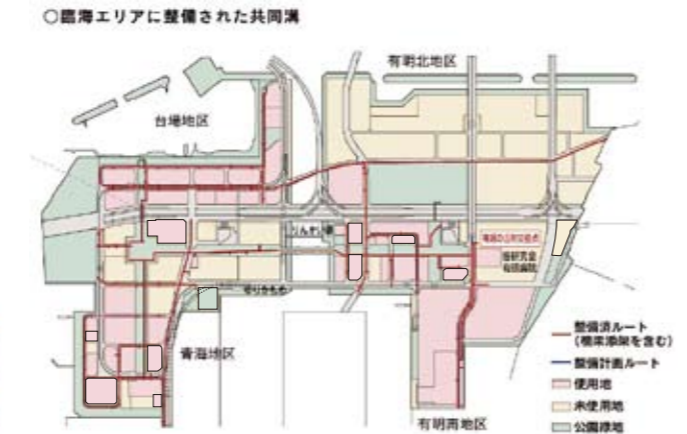 ○臨海エリアに整備された共同溝
有明北地区
台場地区
りんかい線
ゆりかもめ
青海地区
有明南地区
整備済ルート
(橋梁添架を含む)
整備計画ルート
使用地
未使用地
公園緑地